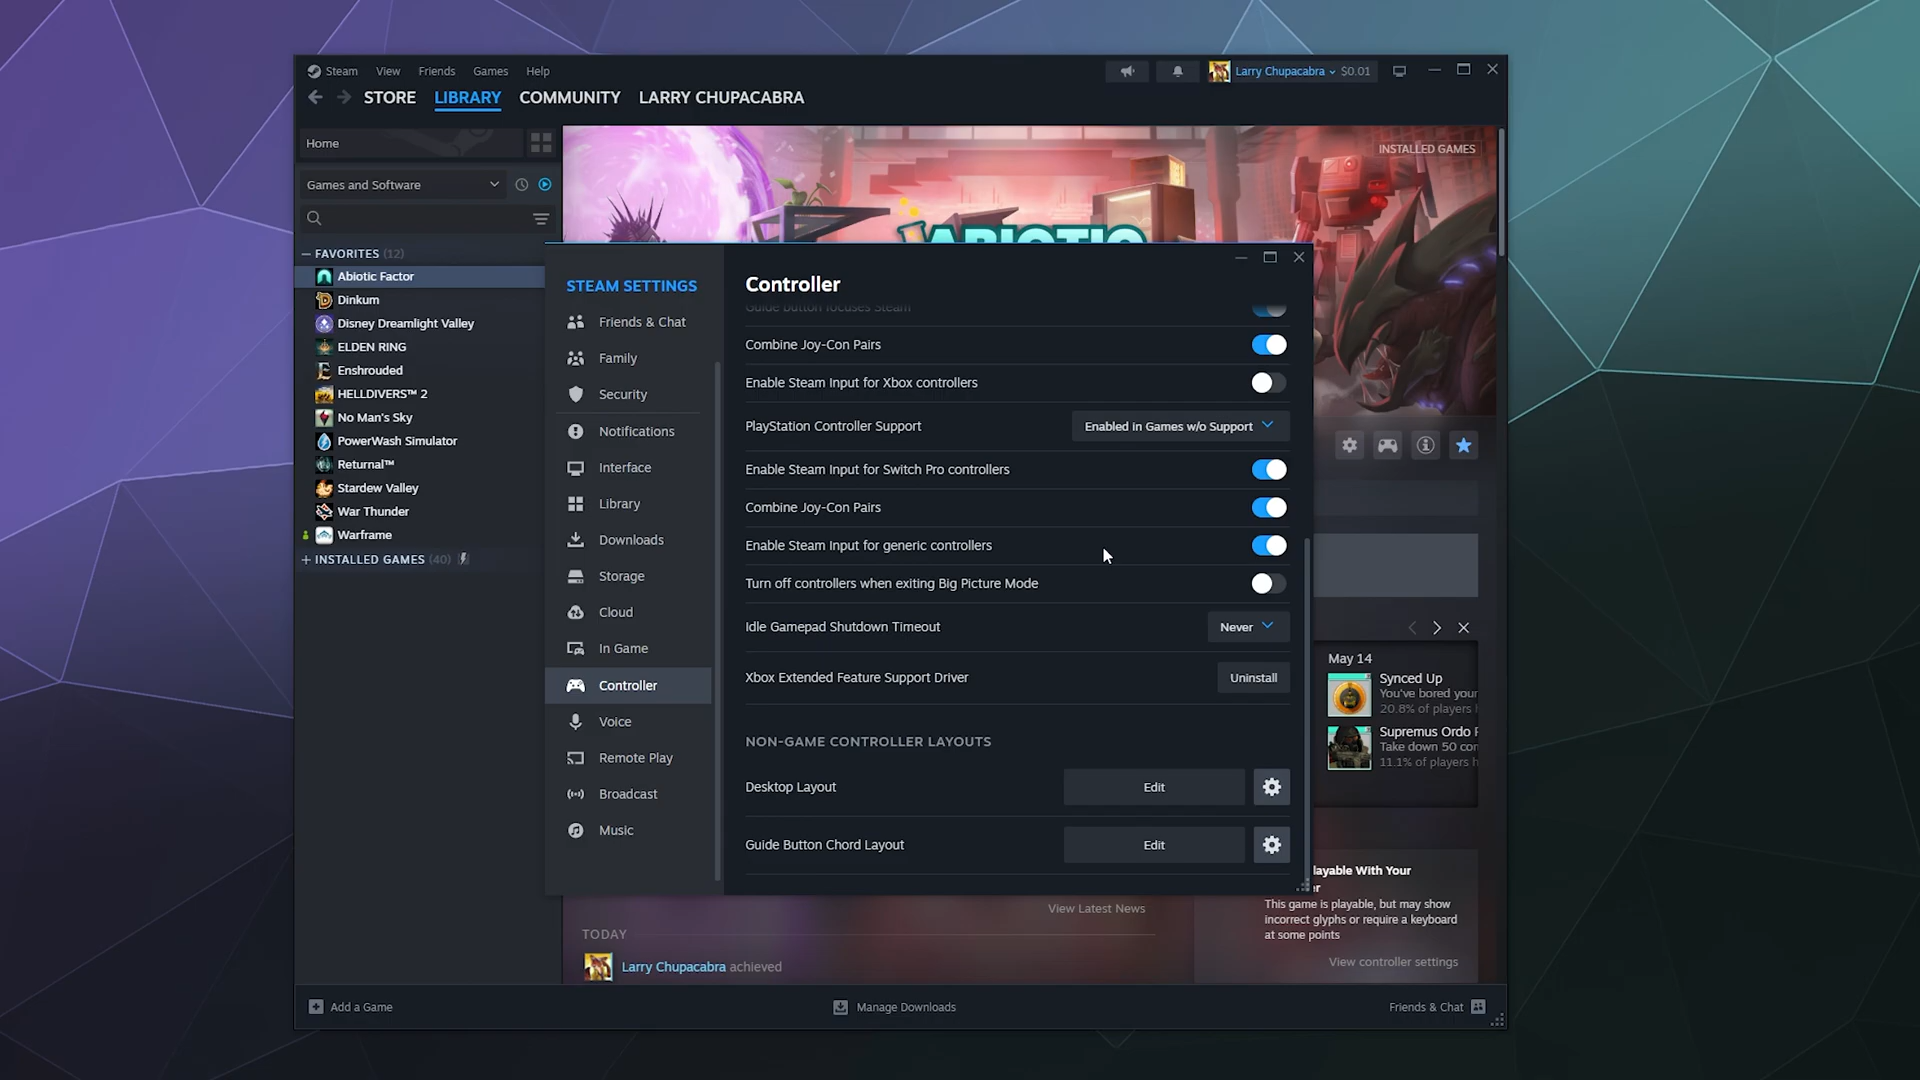 Steam View Friends Games Help
Larry Chupacabra $0.01
STORE LIBRARY COMMUNITY LARRY CHUPACABRA
Home
Games and Software
FAVORITES (12)
Abiotic Factor
Dinkum
Disney Dreamlight Valley
ELDEN RING
Enshrouded
HELLDIVERS™ 2
No Man's Sky
PowerWash Simulator
Returnal™
Stardew Valley
War Thunder
Warframe
INSTALLED GAMES (40)
INSTALLED GAMES
ABIOTIC
STEAM SETTINGS
Friends & Chat
Family
Security
Notifications
Interface
Library
Downloads
Storage
Cloud
In Game
Controller
Voice
Remote Play
Broadcast
Music
Controller
Guide Button focuses Steam
Combine Joy-Con Pairs
Enable Steam Input for Xbox controllers
PlayStation Controller Support Enabled in Games w/o Support
Enable Steam Input for Switch Pro controllers
Combine Joy-Con Pairs
Enable Steam Input for generic controllers
Turn off controllers when exiting Big Picture Mode
Idle Gamepad Shutdown Timeout Never
Xbox Extended Feature Support Driver Uninstall
NON-GAME CONTROLLER LAYOUTS
Desktop Layout Edit
Guide Button Chord Layout Edit
May 14
Synced Up
You've bored your
20.8% of players h
Supremus Ordo F
Take down 50 cor
11.1% of players h
layable With Your
r
This game is playable, but may show
incorrect glyphs or require a keyboard
at some points
View controller settings
View Latest News
TODAY
Larry Chupacabra achieved
Add a Game
Manage Downloads
Friends & Chat